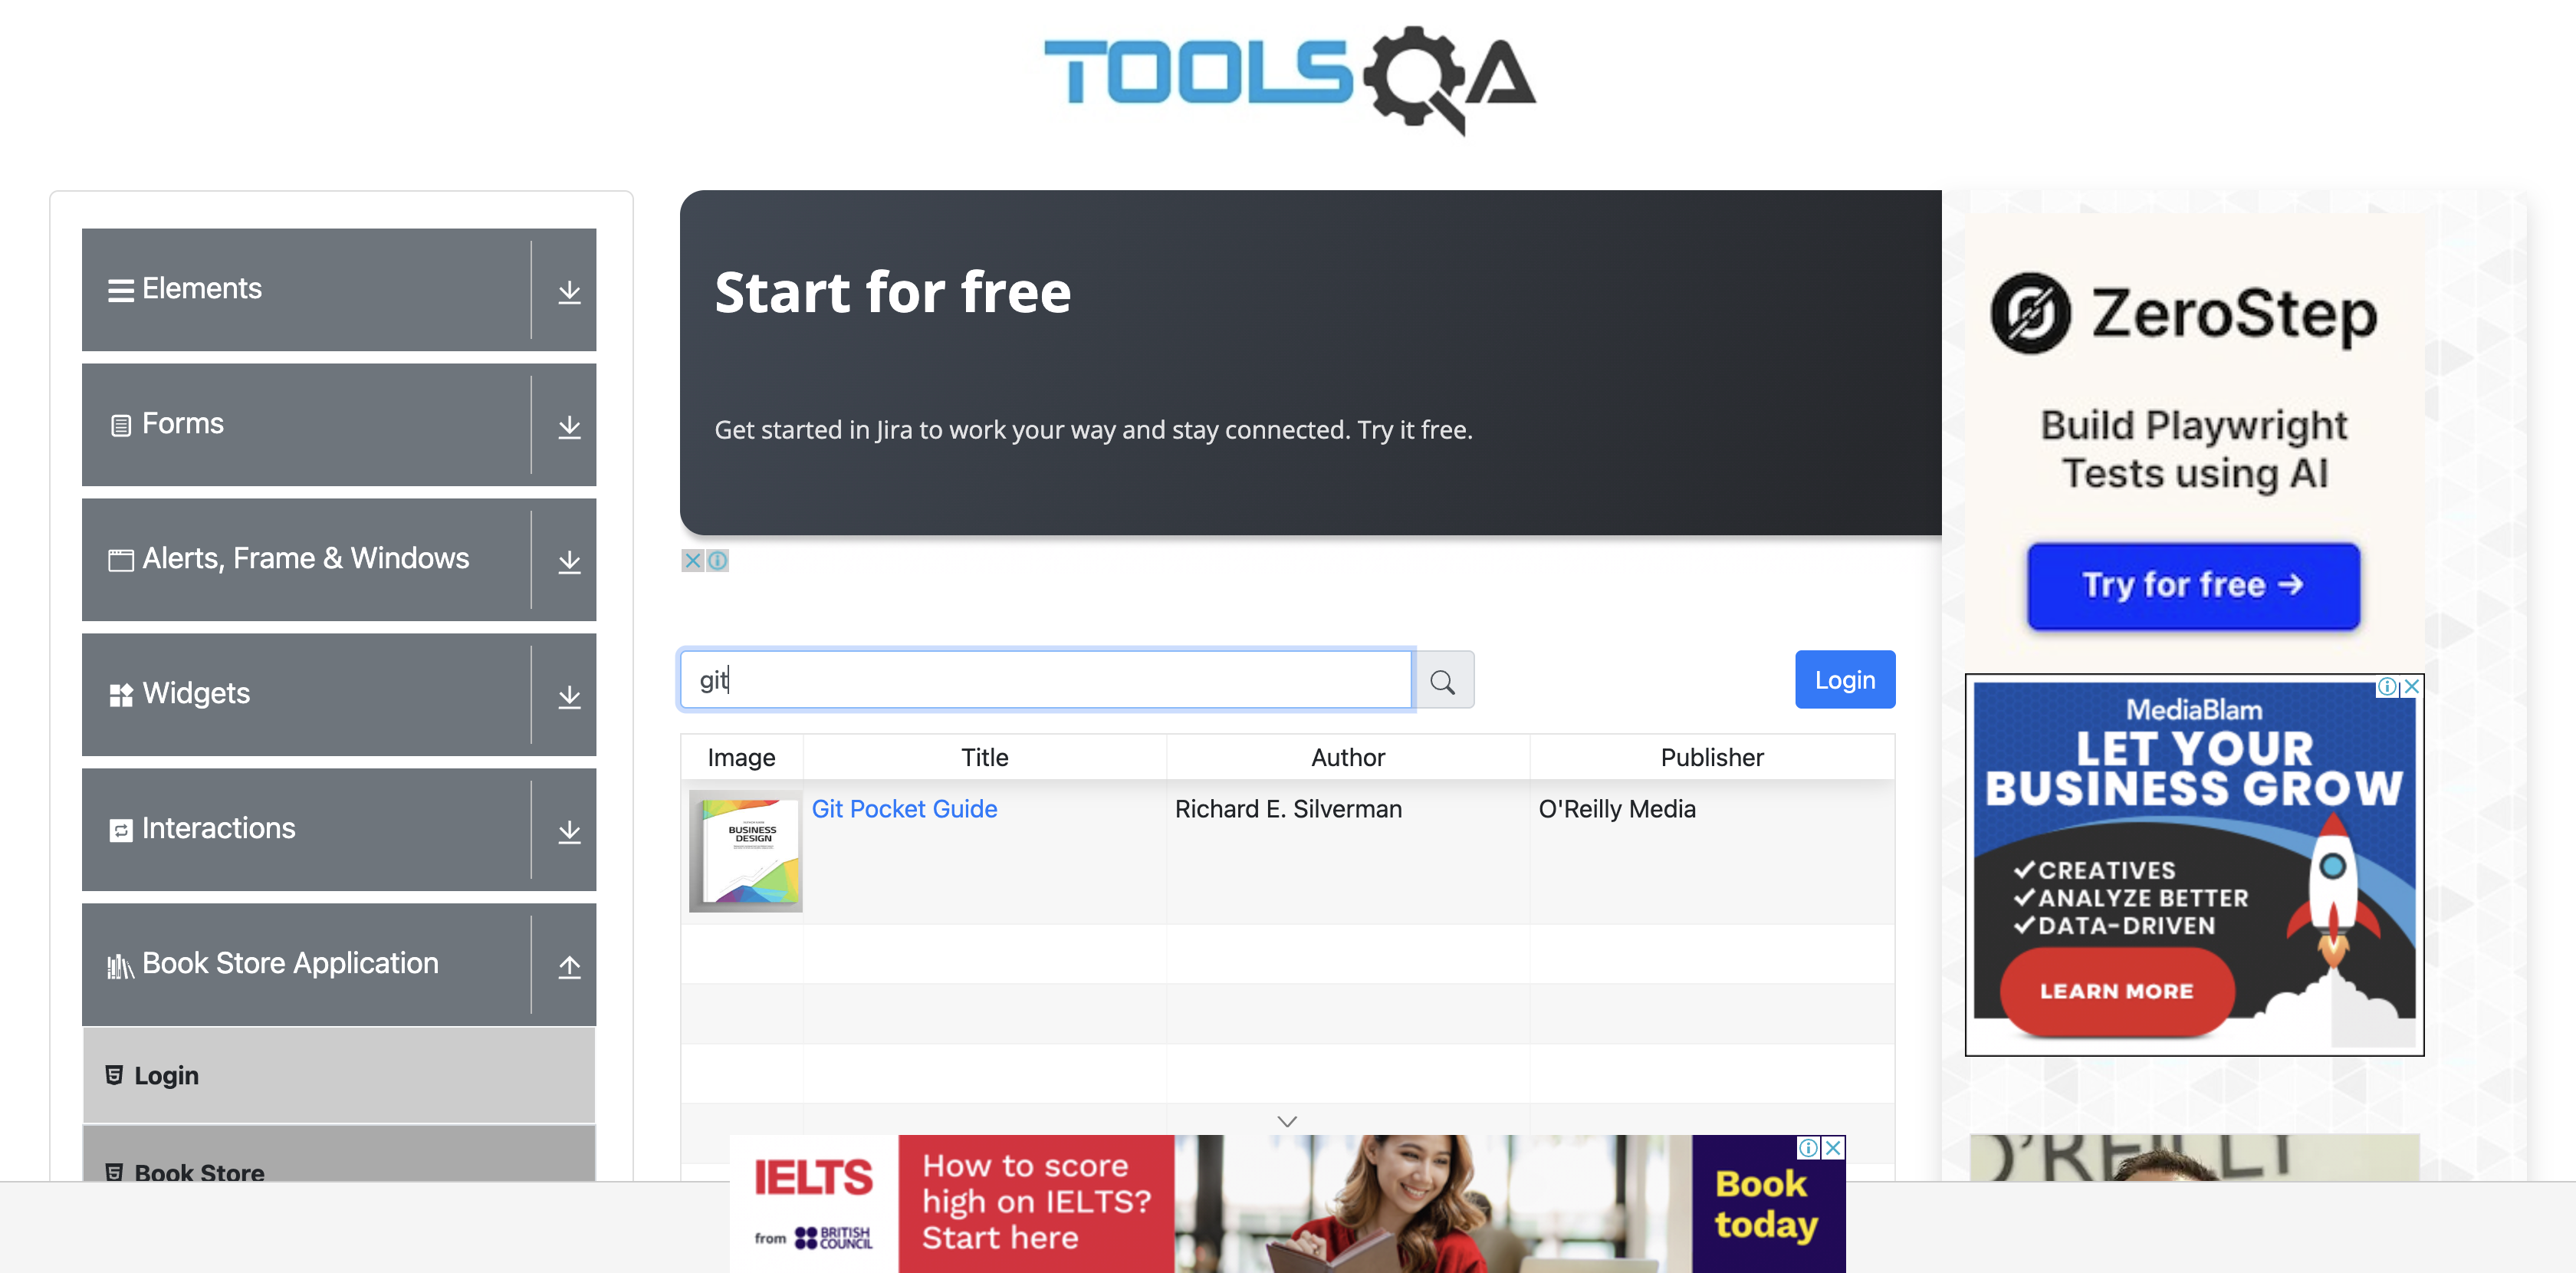 TOOLSQA
Elements
Forms
Alerts, Frame & Windows
Widgets
Interactions
Book Store Application
Login
Book Store
Start for free
Get started in Jira to work your way and stay connected. Try it free.
git
Login
Image Title Author Publisher
BUSINESS
DESIGN
Git Pocket Guide Richard E. Silverman O'Reilly Media
ZeroStep
Build Playwright
Tests using AI
Try for free →
MediaBlam
LET YOUR
BUSINESS GROW
✓CREATIVES
✓ANALYZE BETTER
✓DATA-DRIVEN
LEARN MORE
O'REILLY
IELTS
from BRITISH
COUNCIL
How to score
high on IELTS?
Start here
Book
today